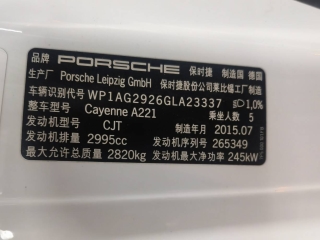 品牌 PORSCHE 保时捷 制造国 德国
生产厂 Porsche Leipzig GmbH 保时捷股份公司莱比锡工厂制造
车辆识别代号 WP1AG2926GLA23337 1,0%
整车型号 Cayenne A221 乘坐人数 5
发动机型号 CJT 制造年月 2015.07
发动机排量 2995cc 发动机序列号 265349
最大允许总质量 2820kg 发动机最大净功率 245kW